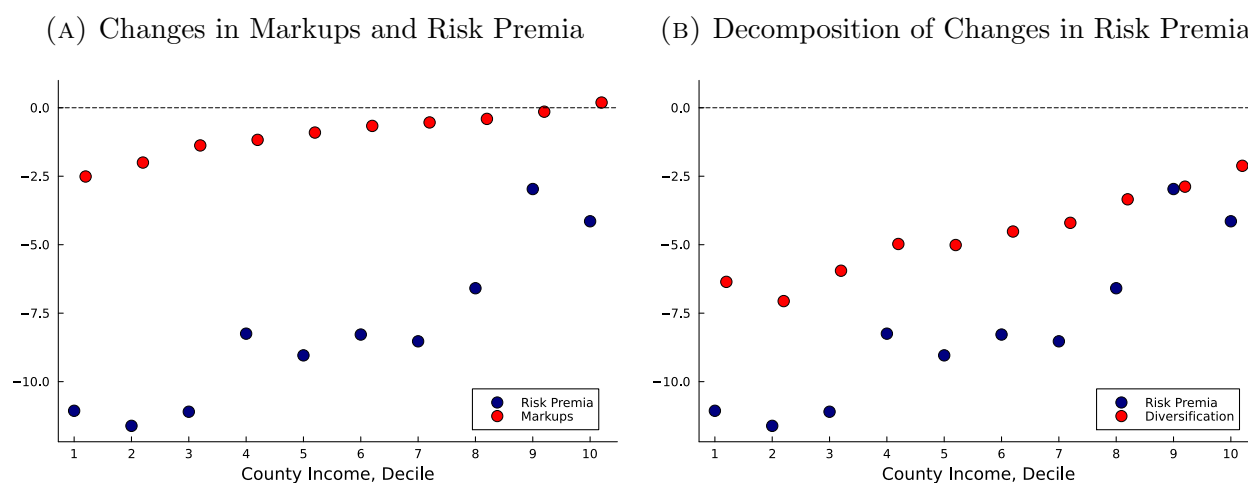 (A) Changes in Markups and Risk Premia
0.0
−2.5
−5.0
−7.5
−10.0
1 2 3 4 5 6 7 8 9 10
County Income, Decile
Risk Premia
Markups
(B) Decomposition of Changes in Risk Premia
0.0
−2.5
−5.0
−7.5
−10.0
1 2 3 4 5 6 7 8 9 10
County Income, Decile
Risk Premia
Diversification